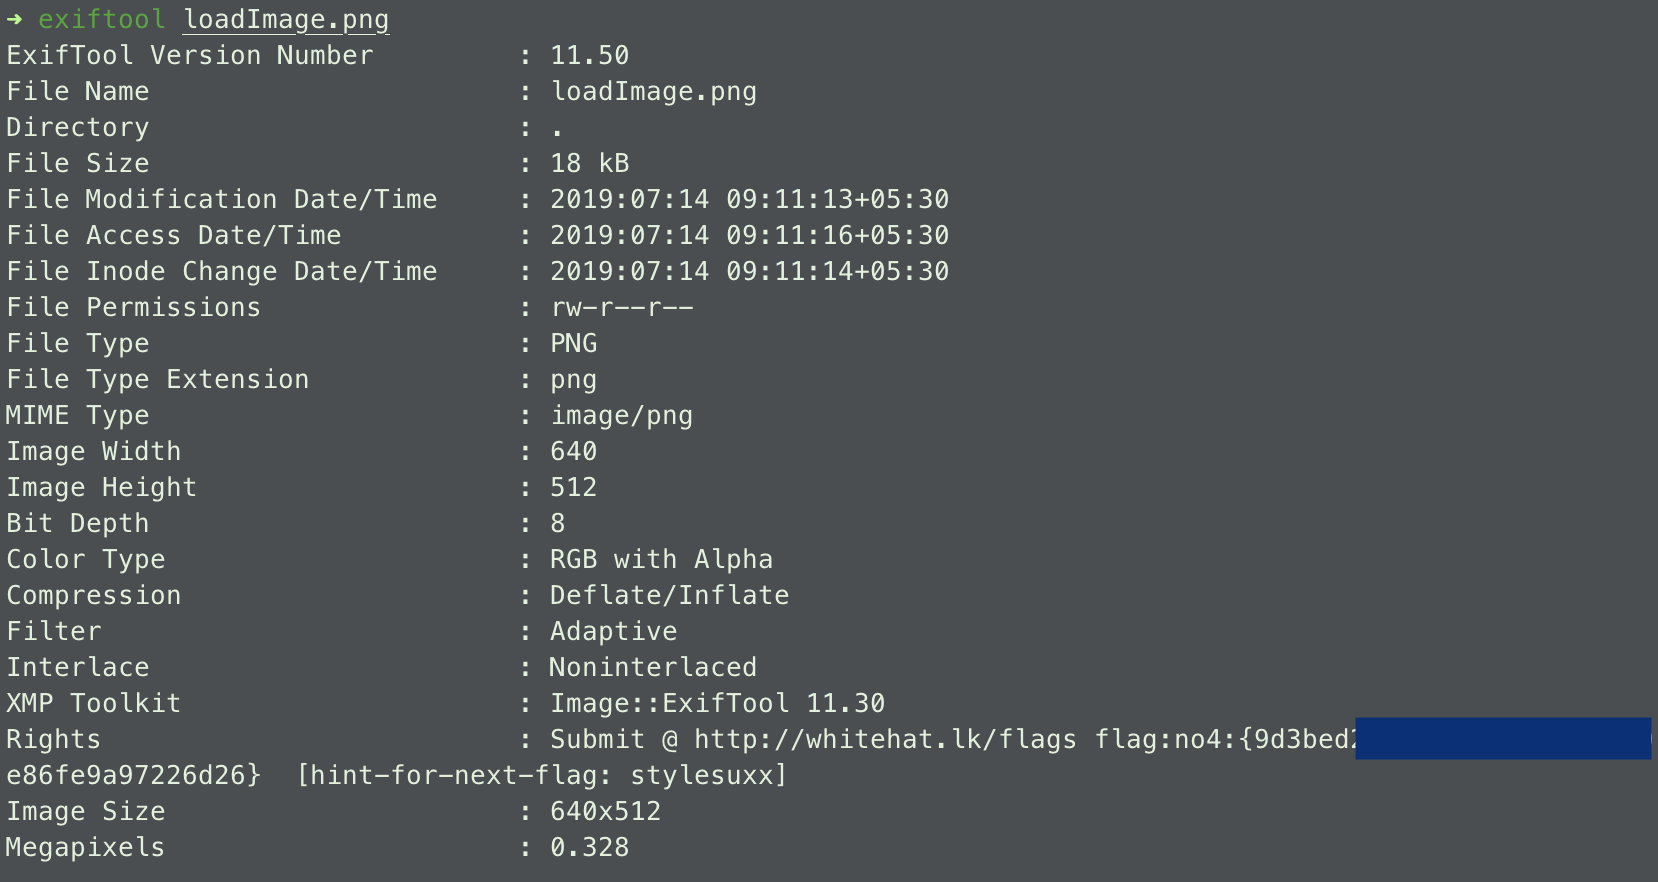 ➜ exiftool loadImage.png
ExifTool Version Number         : 11.50
File Name                       : loadImage.png
Directory                       : .
File Size                       : 18 kB
File Modification Date/Time     : 2019:07:14 09:11:13+05:30
File Access Date/Time           : 2019:07:14 09:11:16+05:30
File Inode Change Date/Time     : 2019:07:14 09:11:14+05:30
File Permissions                : rw-r--r--
File Type                       : PNG
File Type Extension             : png
MIME Type                       : image/png
Image Width                     : 640
Image Height                    : 512
Bit Depth                       : 8
Color Type                      : RGB with Alpha
Compression                     : Deflate/Inflate
Filter                          : Adaptive
Interlace                       : Noninterlaced
XMP Toolkit                     : Image::ExifTool 11.30
Rights                          : Submit @ http://whitehat.lk/flags flag:no4:{9d3bed
e86fe9a97226d26}  [hint-for-next-flag: stylesuxx]
Image Size                      : 640x512
Megapixels                      : 0.328